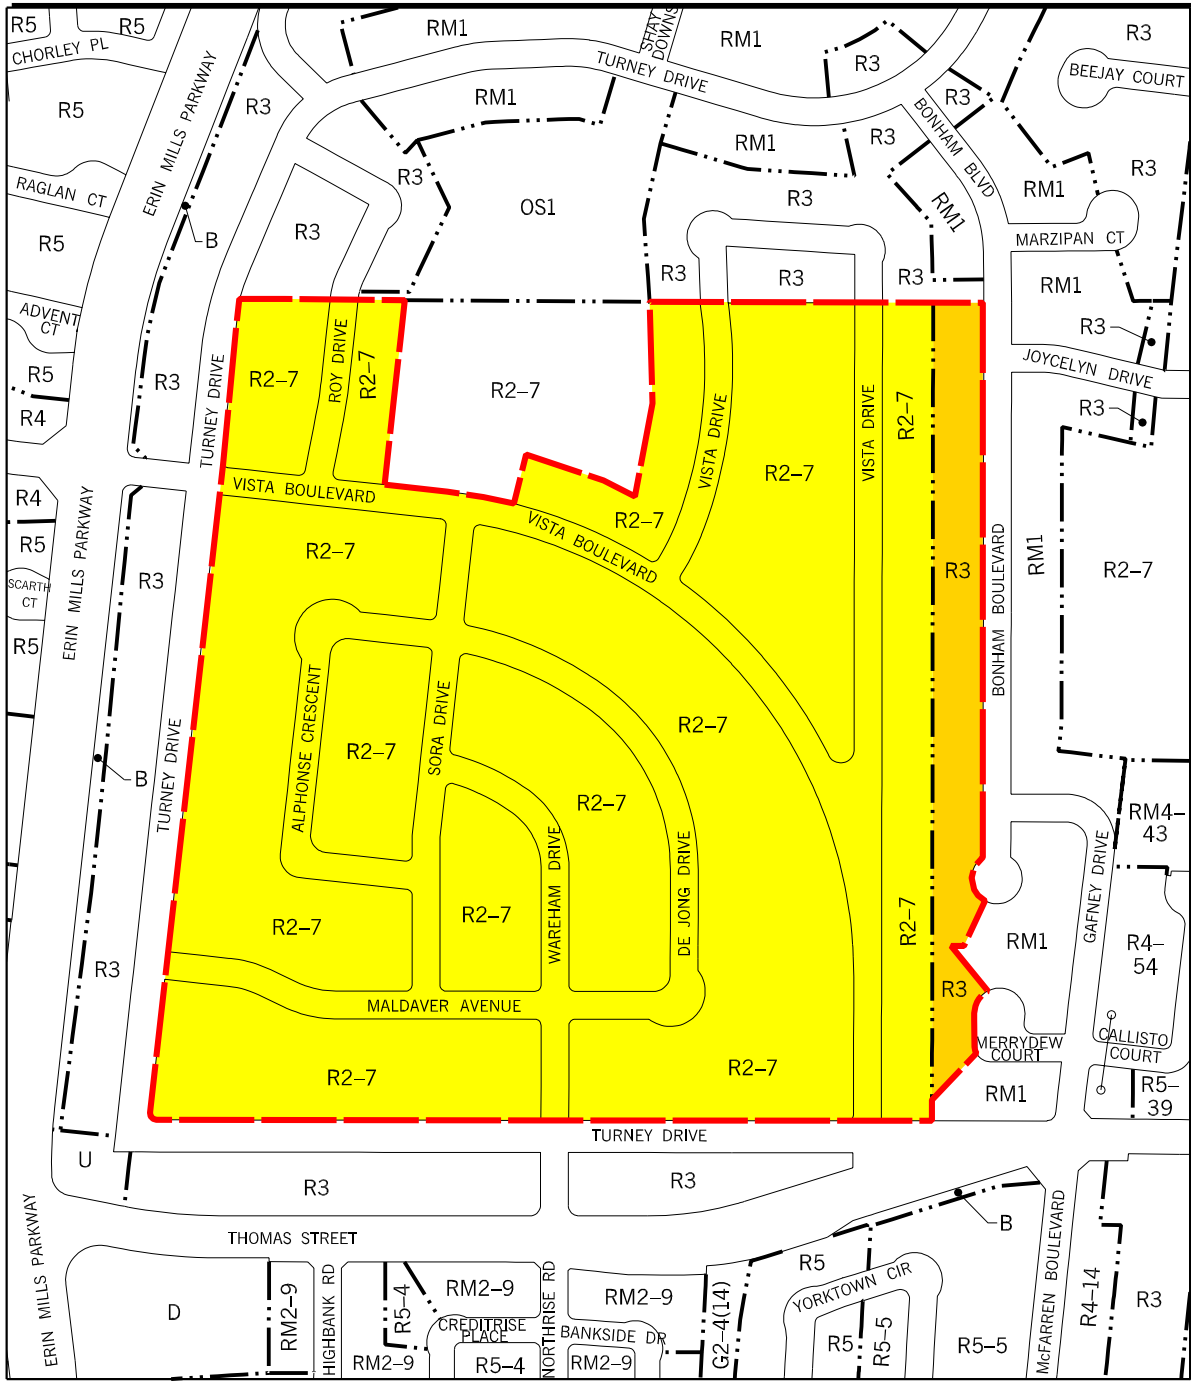 R5
R5
RM1
SHAY
DOWNS
RM1
R3
CHORLEY PL
TURNEY DRIVE
R3
BEEJAY COURT
R5
ERIN MILLS PARKWAY
R3
RM1
R3
BONHAM BLVD
RM1
R3
R3
RAGLAN CT
R3
R3
RM1
OS1
RM1
R5
B
R3
MARZIPAN CT
R3
R3
R3
RM1
ADVENT
CT
R3
R5
R3
TURNEY DRIVE
R2–7
ROY DRIVE
R2–7
R2–7
VISTA DRIVE
VISTA DRIVE
R2–7
JOYCELYN DRIVE
R4
R3
R2–7
VISTA BOULEVARD
R4
R2–7
VISTA BOULEVARD
R5
ERIN MILLS PARKWAY
R3
R2–7
R3
BONHAM BOULEVARD
RM1
R2–7
SCARTH
CT
R5
ALPHONSE CRESCENT
SORA DRIVE
R2–7
TURNEY DRIVE
R2–7
B
R2–7
RM4–
43
WAREHAM DRIVE
DE JONG DRIVE
GAFNEY DRIVE
R2–7
R2–7
R2–7
RM1
R4–
54
R3
R3
MALDAVER AVENUE
MERRYDEW
COURT
CALLISTO
COURT
R2–7
R2–7
RM1
R5–
39
TURNEY DRIVE
U
R3
R3
B
THOMAS STREET
ERIN MILLS PARKWAY
R5
YORKTOWN CIR
McFARREN BOULEVARD
R4–14
D
RM2–9
HIGHBANK RD
R5–4
RM2–9
NORTHRISE RD
RM2–9
G2–4(14)
R3
CREDITRISE
PLACE
BANKSIDE DR
R5
R5–5
R5–5
RM2–9
R5–4
RM2–9